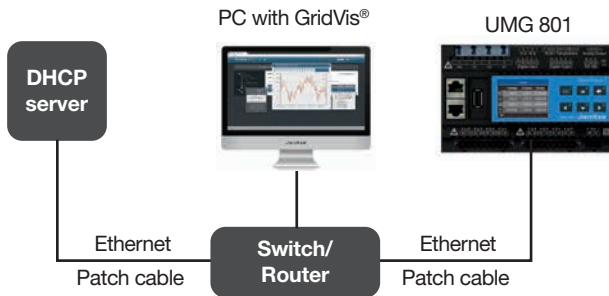 PC with GridVis®
UMG 801
DHCP
server
Ethernet
Patch cable
Switch/
Router
Ethernet
Patch cable